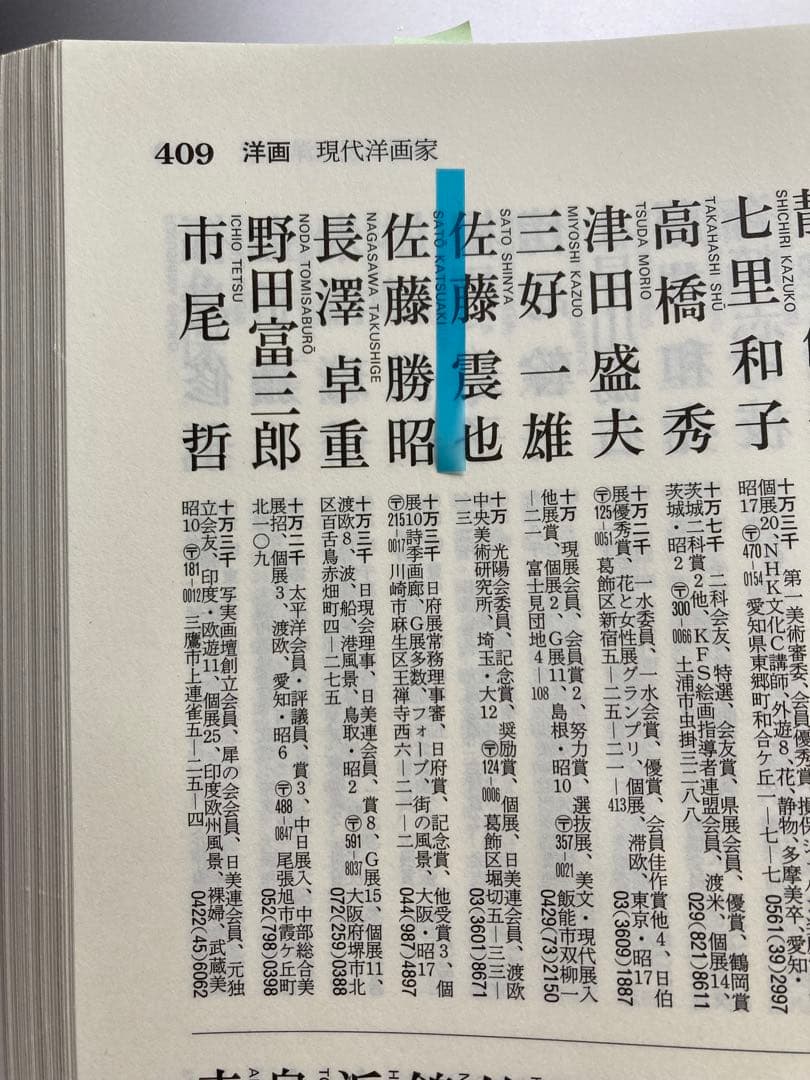 409 洋画 現代洋画家
SHICHIRI KAZUKO
七里和子
十万三千 第一美術審委、会員優秀賞、損保
個展20、NHK文化C講師、外遊8、花、静物、多摩美卒、
昭17 〒470-0154 愛知県東郷町和合ヶ丘一―七―七 0561(39)2997
TAKAHASHI SHŪ
高橋秀
十万七千 二科会友、特選、会友賞、県展会員、優賞、鶴岡賞
茨城二科賞2他、KFS絵画指導者連盟会員、渡米、個展14、
茨城・昭2 〒300-0066 土浦市虫掛三二八八 029(821)8611
TSUDA MORIO
津田盛夫
十万二千 一水委員、一水会賞、優賞、会員佳作賞他4、日伯
展優秀賞、花と女性展グランプリ、個展、滞欧、東京・昭17
〒125-0051 葛飾区新宿五―二五―二一―413 03(3609)1887
MIYOSHI KAZUO
三好一雄
十万 現展会員、会員賞2、努力賞、選抜展、美文・現代展入
他展賞、個展2、G展11、島根・昭10 〒357-0021 飯能市双柳一
―二一 富士見団地4―108 0429(73)2150
SATO SHINYA
佐藤震也
十万 光陽会委員、記念賞、奨励賞、個展、日美連会員、渡欧
中央美術研究所、埼玉・大12 〒124-0006 葛飾区堀切五―三三―
一三 03(3601)8671
SATŌ KATSUAKI
佐藤勝昭
十万三千 日府展常務理事審、日府賞、記念賞、他受賞3、個
展10詩季画廊、G展多数、フォーブ、街の風景、大阪・昭17
〒215-0017 川崎市麻生区王禅寺西六―二一―二 044(987)4897
NAGASAWA TAKUSHIGE
長澤卓重
十万三千 日現会理事、日美連会員、賞8、G展15、個展11、
渡欧8、波、船、港風景、鳥取・昭2 〒591-8037 大阪府堺市北
区百舌鳥赤畑町四―二七五 072(259)0388
NODA TOMISABURŌ
野田富三郎
十万二千 太平洋会員・評議員、賞3、中日展入、中部総合美
展招、個展3、渡欧、愛知・昭6 〒488-0847 尾張旭市霞ヶ丘町
北一〇九 052(798)0398
ICHIO TETSU
市尾哲
十万三千 写実画壇創立会員、犀の会会員、日美連会員、元独
立会友、印度・欧遊11、個展25、印度欧州風景、裸婦、武蔵美
昭10 〒181-0012 三鷹市上連雀五―二五―四 0422(45)6062